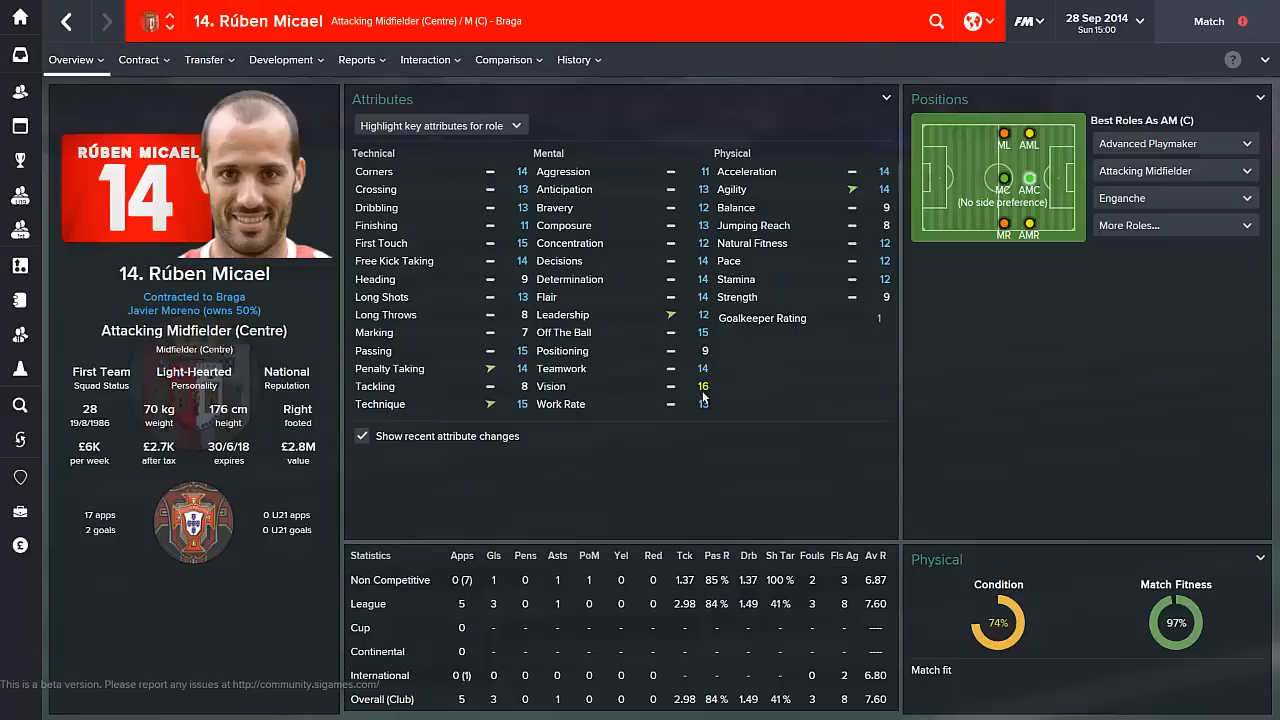 14. Rúben Micael Attacking Midfielder (Centre) / M (C) - Braga
FM
28 Sep 2014
Sun 15:00
Match
Overview Contract Transfer Development Reports Interaction Comparison History
?
RÚBEN MICAEL
14
14. Rúben Micael
Contracted to Braga
Javier Moreno (owns 50%)
Attacking Midfielder (Centre)
Midfielder (Centre)
First Team Light-Hearted National
Squad Status Personality Reputation
28 70 kg 176 cm Right
19/8/1986 weight height footed
£6K £2.7K 30/6/18 £2.8M
per week after tax expires value
17 apps 0 U21 apps
2 goals 0 U21 goals
Attributes
Highlight key attributes for role
Technical Mental Physical
Corners - 14 Aggression - 11 Acceleration - 14
Crossing - 13 Anticipation - 13 Agility 14
Dribbling - 13 Bravery - 12 Balance - 9
Finishing - 11 Composure - 13 Jumping Reach - 8
First Touch - 15 Concentration - 12 Natural Fitness - 12
Free Kick Taking - 14 Decisions - 14 Pace - 12
Heading - 9 Determination - 14 Stamina - 12
Long Shots - 13 Flair - 14 Strength - 9
Long Throws - 8 Leadership 12 Goalkeeper Rating 1
Marking - 7 Off The Ball - 15
Passing - 15 Positioning - 9
Penalty Taking 14 Teamwork - 14
Tackling - 8 Vision - 16
Technique 15 Work Rate - 13
Show recent attribute changes
Statistics Apps Gls Pens Asts PoM Yel Red Tck Pas R Drb Sh Tar Fouls Fls Ag Av R
Non Competitive 0 (7) 1 0 1 1 0 0 1.37 85 % 1.37 100 % 2 3 6.87
League 5 3 0 1 0 0 0 2.98 84 % 1.49 41 % 3 8 7.60
Cup 0 - - - - - - - - - - - - ----
Continental 0 - - - - - - - - - - - - ----
International 0 (1) 0 0 0 0 0 0 - - - - 0 2 6.80
Overall (Club) 5 3 0 1 0 0 0 2.98 84 % 1.49 41 % 3 8 7.60
Positions
ML AML
MC AMC
(No side preference)
MR AMR
Best Roles As AM (C)
Advanced Playmaker
Attacking Midfielder
Enganche
More Roles...
Physical
Condition Match Fitness
74% 97%
Match fit
This is a beta version. Please report any issues at http://community.sigames.com/